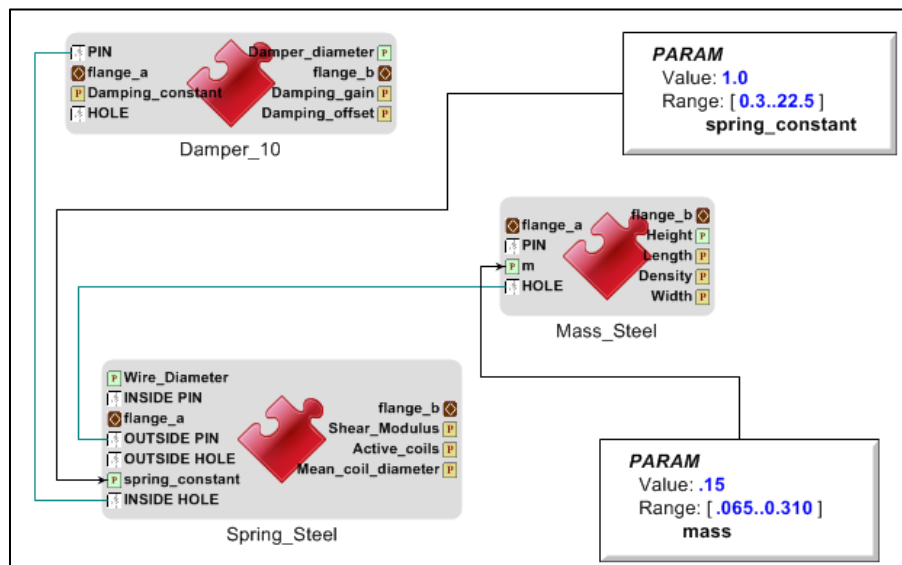 PIN
flange_a
Damping_constant
HOLE
Damper_diameter
flange_b
Damping_gain
Damping_offset
Damper_10
PARAM
Value: 1.0
Range: [ 0.3..22.5 ]
spring_constant
flange_a
PIN
m
HOLE
flange_b
Height
Length
Density
Width
Mass_Steel
Wire_Diameter
INSIDE PIN
flange_a
OUTSIDE PIN
OUTSIDE HOLE
spring_constant
INSIDE HOLE
flange_b
Shear_Modulus
Active_coils
Mean_coil_diameter
Spring_Steel
PARAM
Value: .15
Range: [ .065..0.310 ]
mass